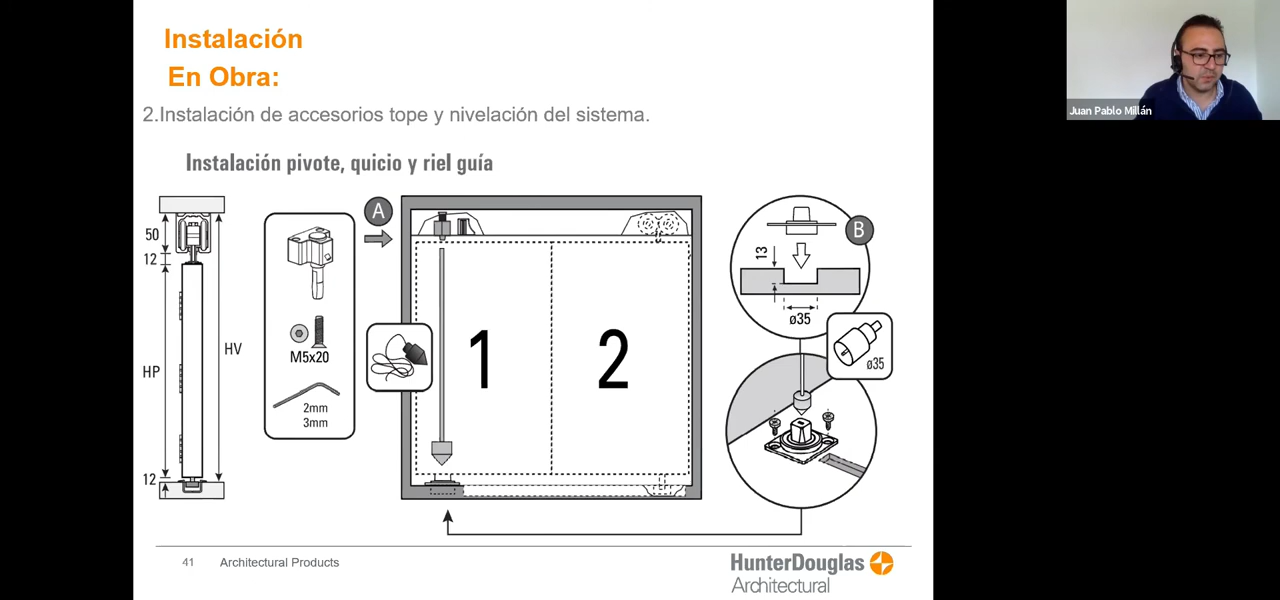 Instalación
En Obra:
2.Instalación de accesorios tope y nivelación del sistema.
Instalación pivote, quicio y riel guía
50
12
HP
HV
12
M5x20
2mm
3mm
A
1
2
B
13
ø35
ø35
41 Architectural Products
HunterDouglas
Architectural
Juan Pablo Millán